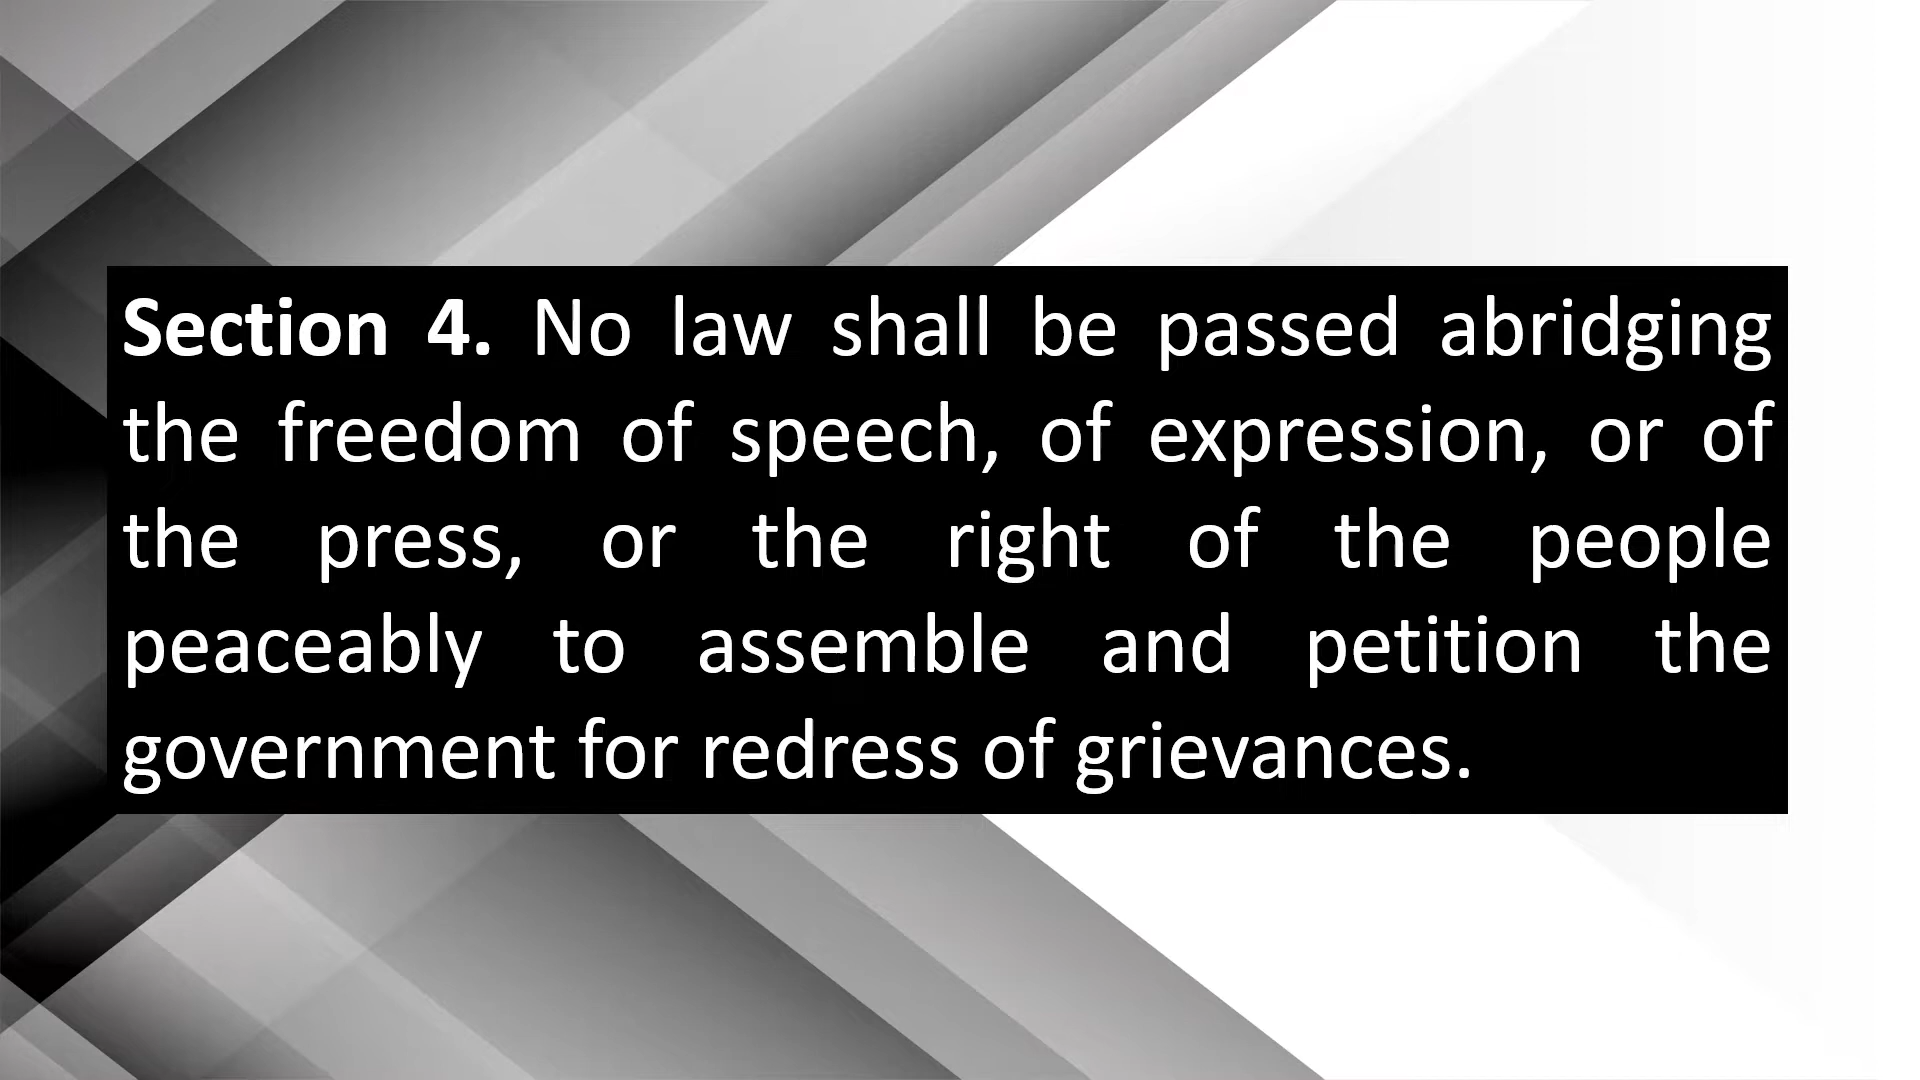 Section 4. No law shall be passed abridging
the freedom of speech, of expression, or of
the press, or the right of the people
peaceably to assemble and petition the
government for redress of grievances.